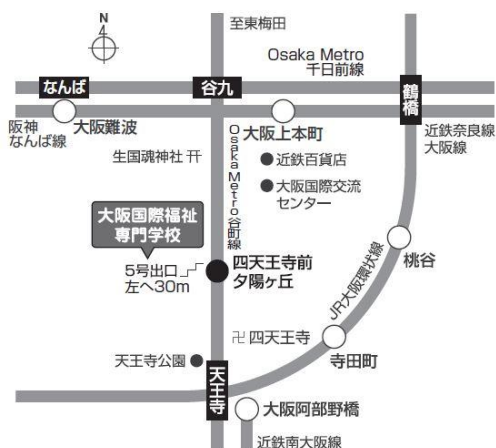 N
至東梅田
Osaka Metro
千日前線
なんば
谷九
鶴橋
阪神
なんば線
大阪難波
大阪上本町
近鉄奈良線
大阪線
生国魂神社
Osaka Metro谷町線
近鉄百貨店
大阪国際交流
センター
大阪国際福祉
専門学校
5号出口
左へ30m
四天王寺前
夕陽ヶ丘
JR大阪環状線
桃谷
卍四天王寺
寺田町
天王寺公園
天王寺
大阪阿部野橋
近鉄南大阪線